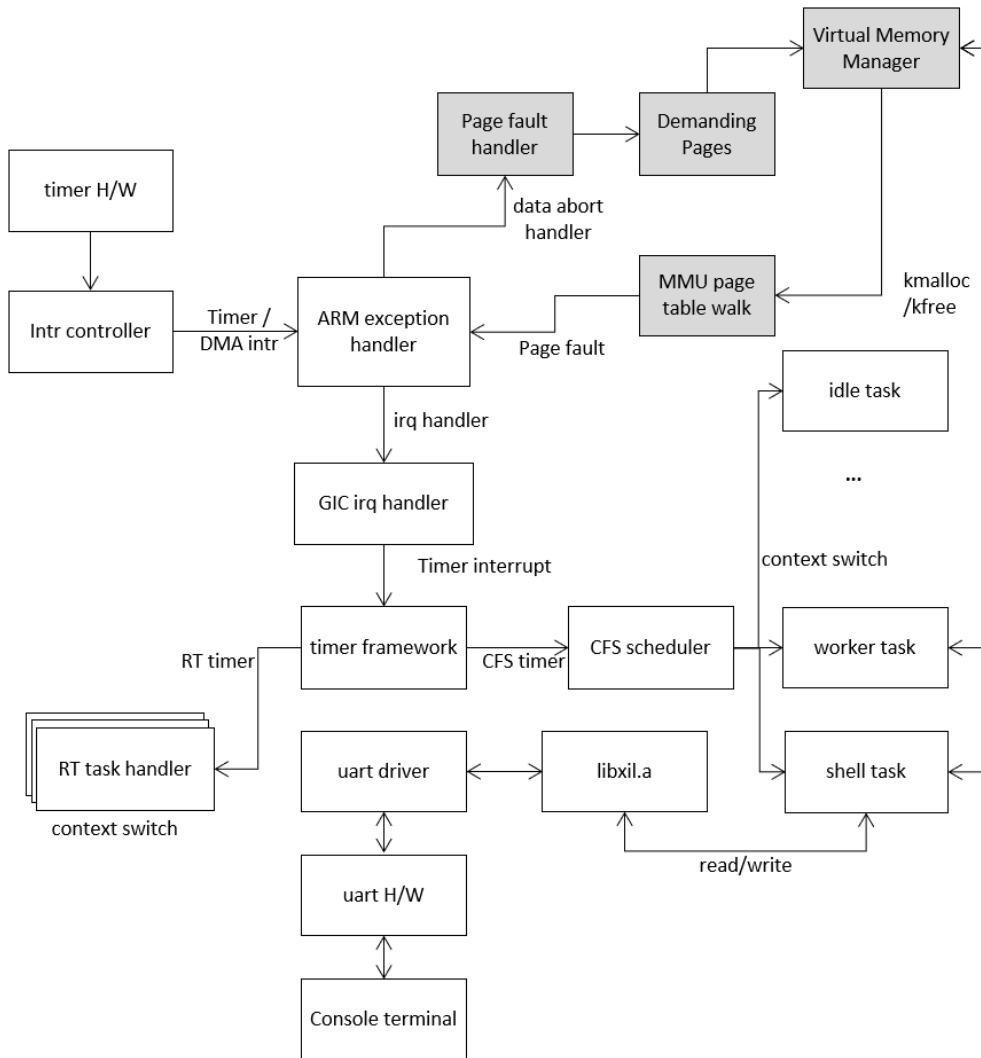 Virtual Memory
Manager
Page fault
handler
Demanding
Pages
timer H/W
data abort
handler
MMU page
table walk
kmalloc
/kfree
Intr controller
Timer /
DMA intr
ARM exception
handler
Page fault
idle task
...
irq handler
GIC irq handler
context switch
Timer interrupt
timer framework
RT timer
CFS timer
CFS scheduler
worker task
RT task handler
context switch
uart driver
libxil.a
shell task
read/write
uart H/W
Console terminal